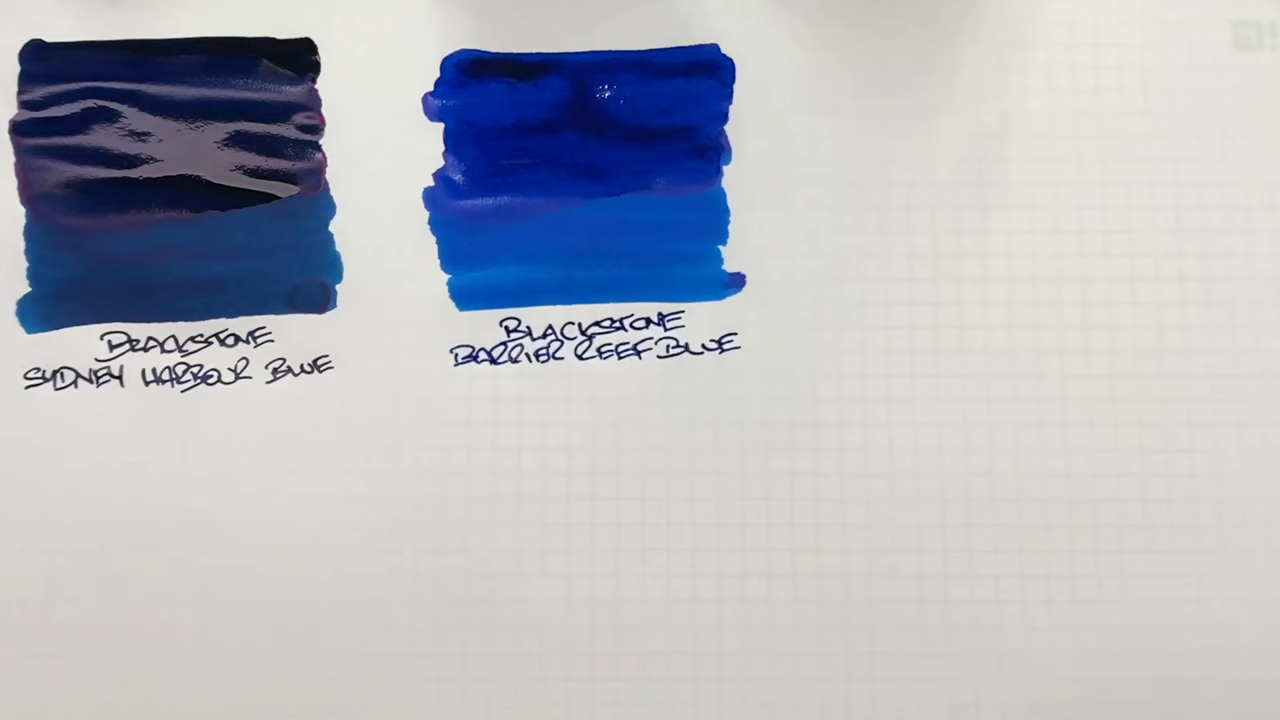 BLACKSTONE
SYDNEY HARBOUR BLUE
BLACKSTONE
BARRIER REEF BLUE